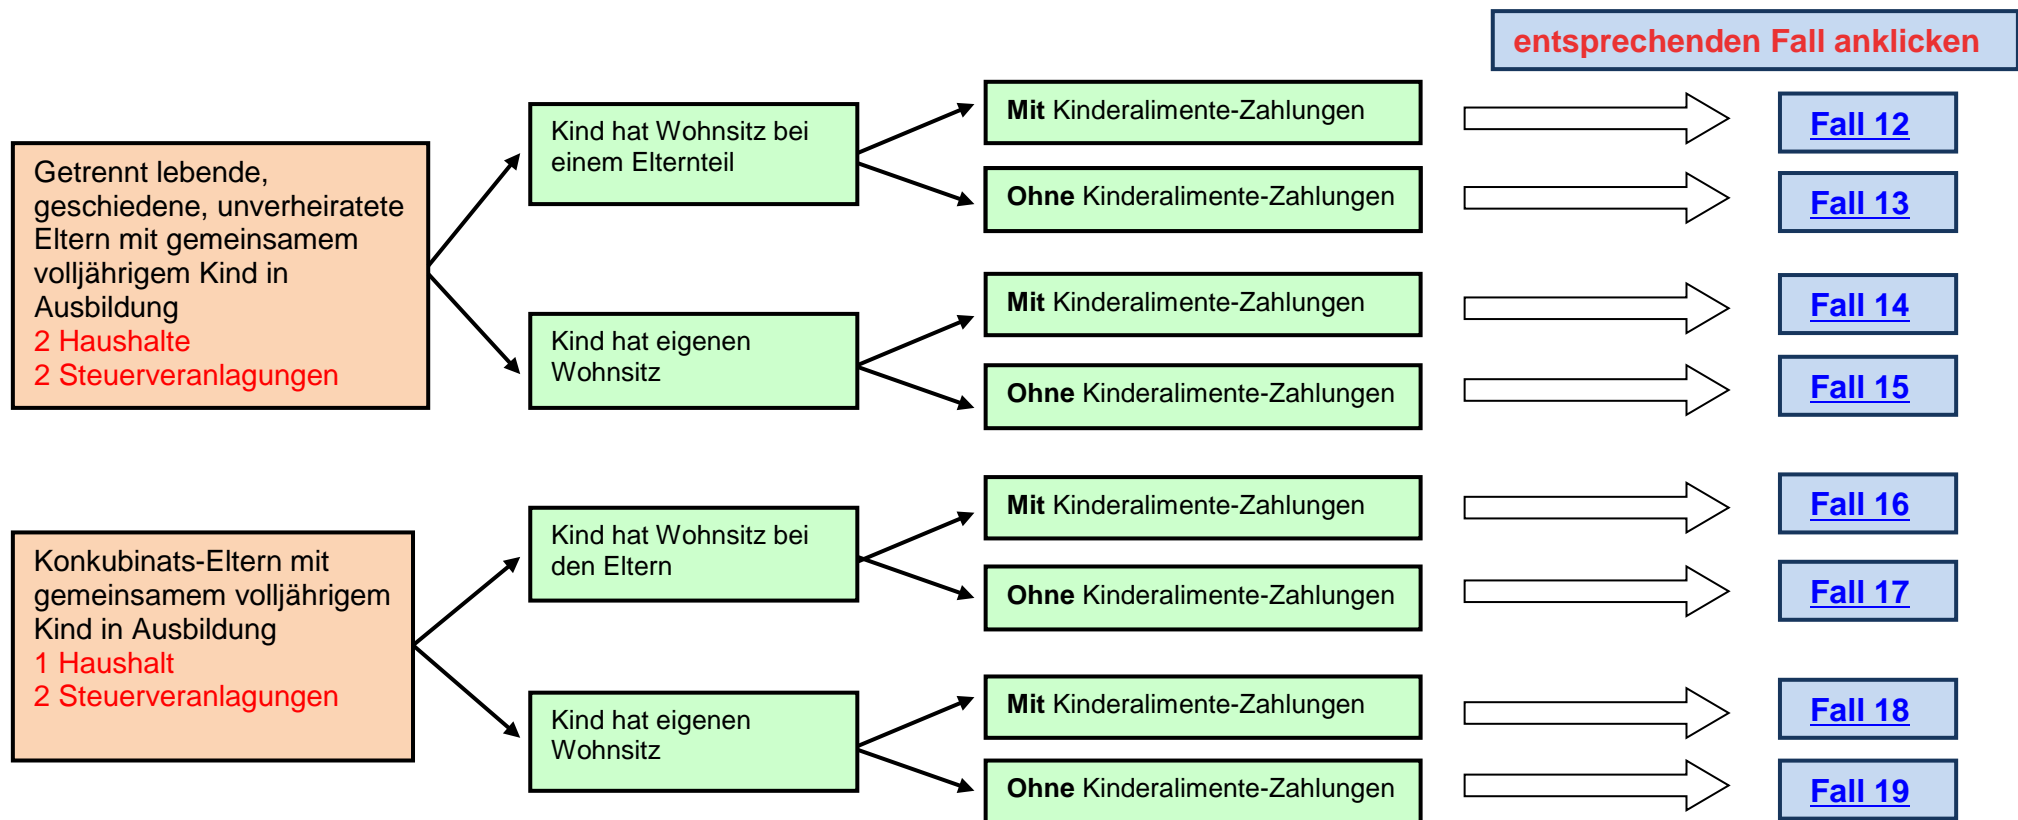 entsprechenden Fall anklicken
Getrennt lebende,
geschiedene, unverheiratete
Eltern mit gemeinsamem
volljährigem Kind in
Ausbildung
2 Haushalte
2 Steuerveranlagungen
Kind hat Wohnsitz bei
einem Elternteil
Mit Kinderalimente-Zahlungen
Fall 12
Ohne Kinderalimente-Zahlungen
Fall 13
Kind hat eigenen
Wohnsitz
Mit Kinderalimente-Zahlungen
Fall 14
Ohne Kinderalimente-Zahlungen
Fall 15
Konkubinats-Eltern mit
gemeinsamem volljährigem
Kind in Ausbildung
1 Haushalt
2 Steuerveranlagungen
Kind hat Wohnsitz bei
den Eltern
Mit Kinderalimente-Zahlungen
Fall 16
Ohne Kinderalimente-Zahlungen
Fall 17
Kind hat eigenen
Wohnsitz
Mit Kinderalimente-Zahlungen
Fall 18
Ohne Kinderalimente-Zahlungen
Fall 19